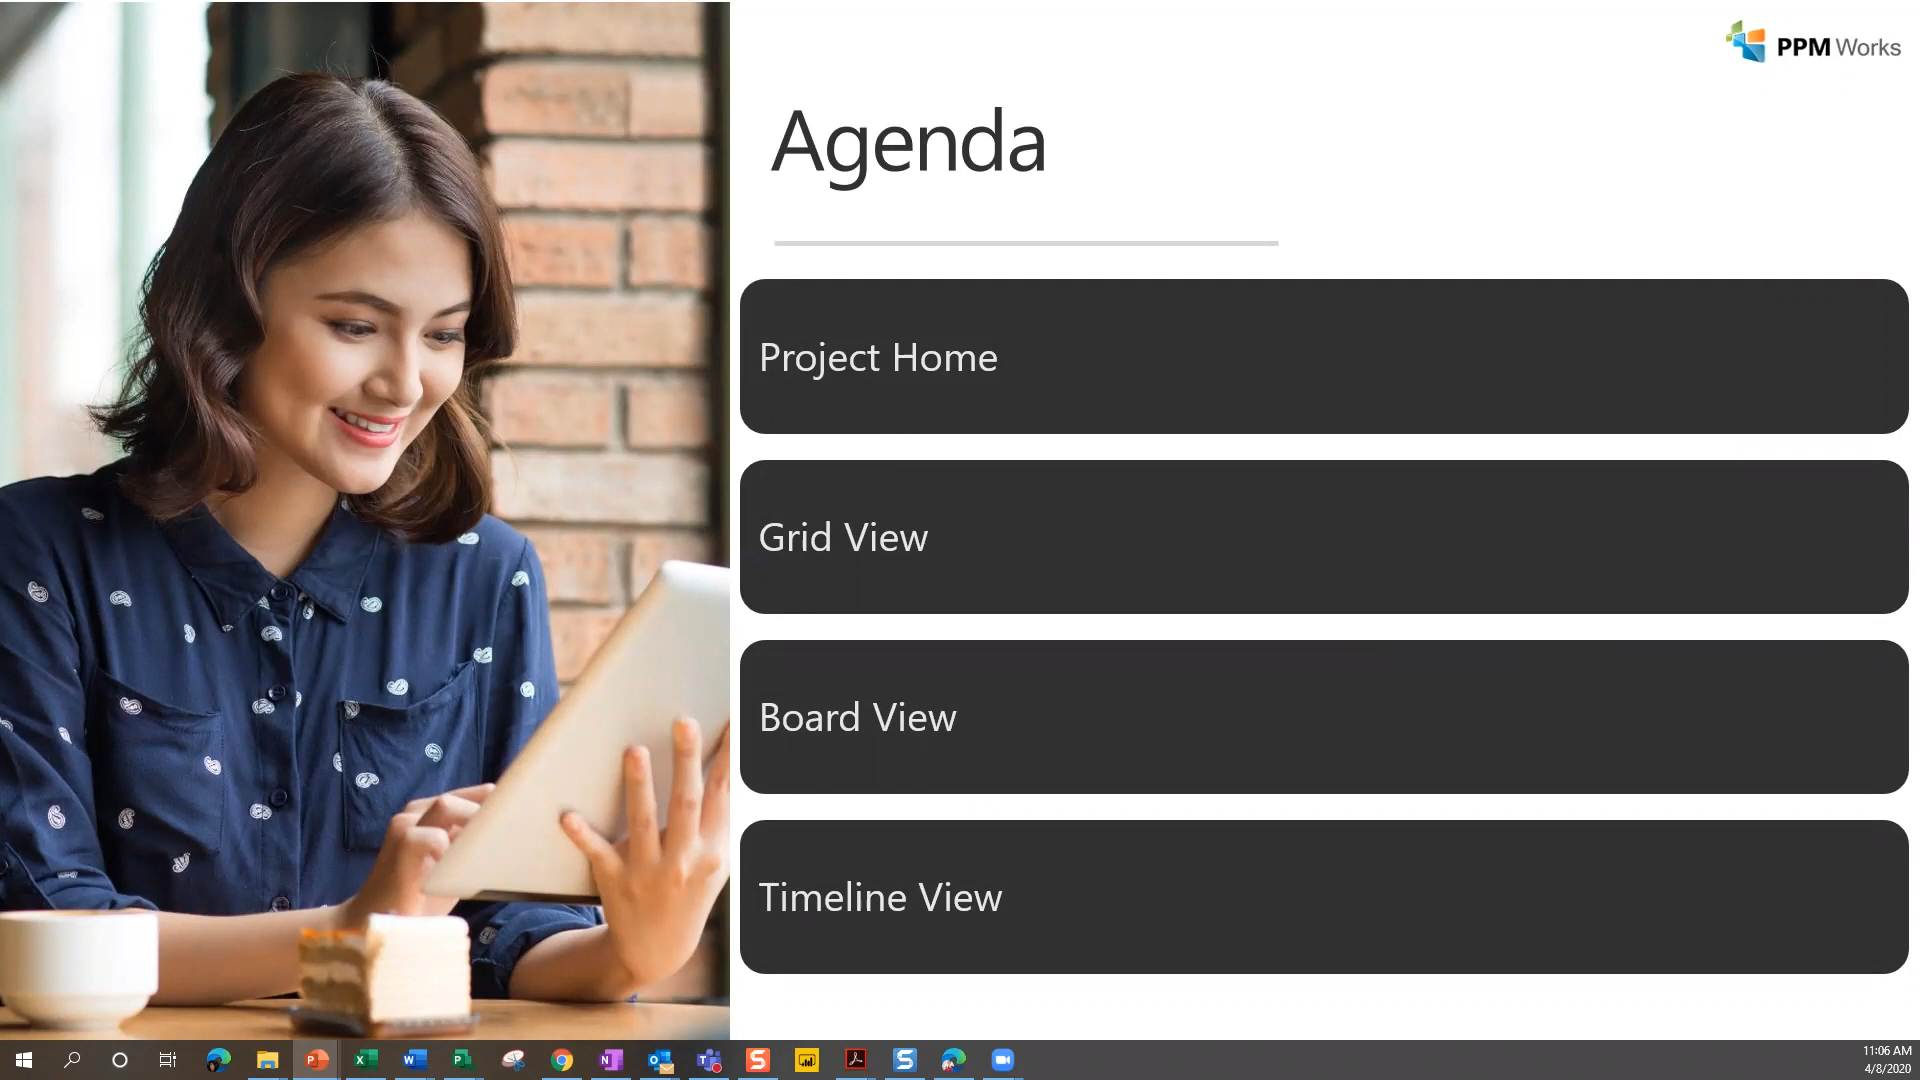 PPM Works
Agenda
Project Home
Grid View
Board View
Timeline View
11:06 AM
4/8/2020